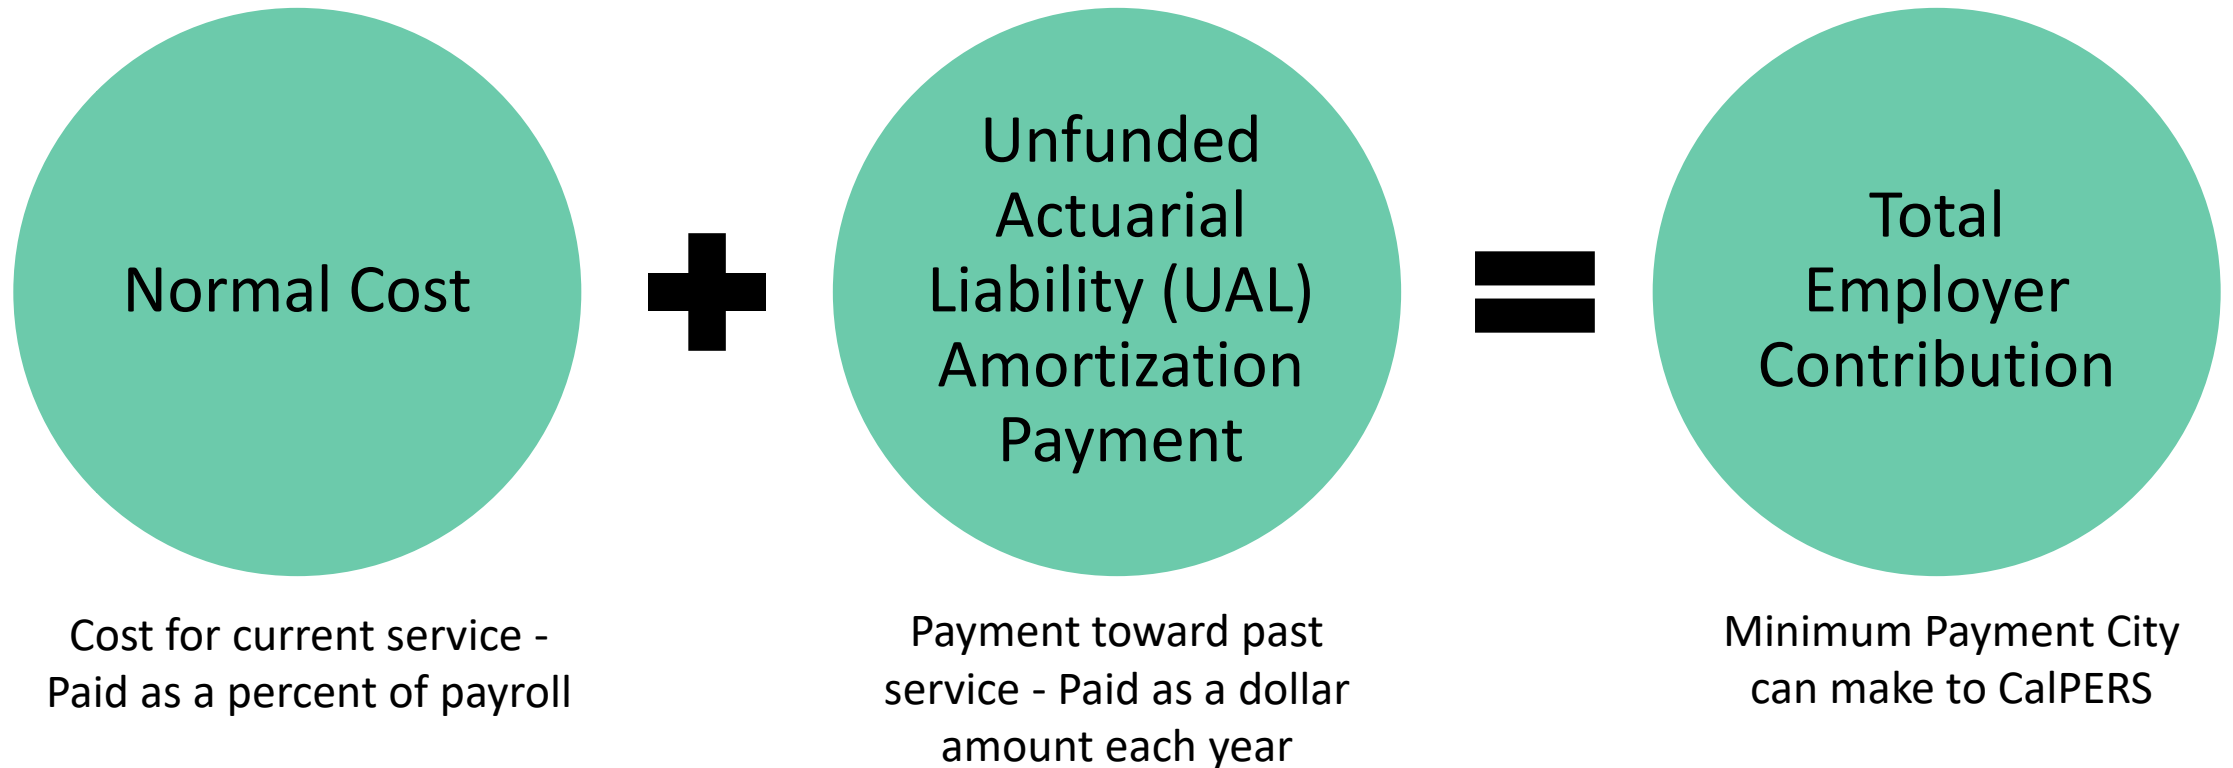 Normal Cost
Unfunded
Actuarial
Liability (UAL)
Amortization
Payment
Total
Employer
Contribution
Cost for current service -
Paid as a percent of payroll
Payment toward past
service - Paid as a dollar
amount each year
Minimum Payment City
can make to CalPERS